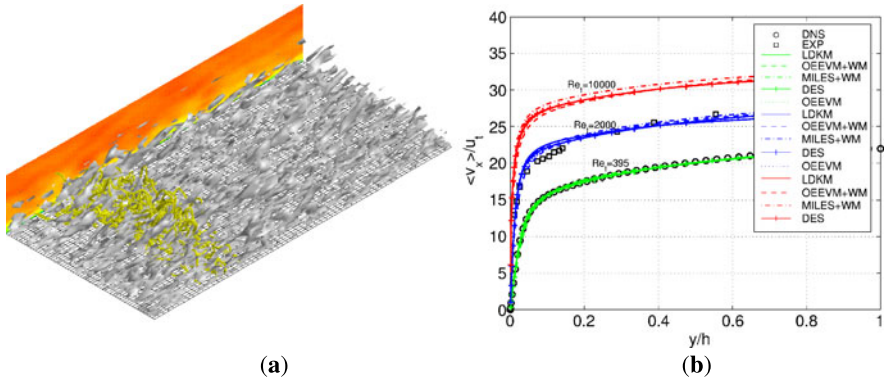 40
35
30
25
20
15
10
5
0
<v_x>/u_t
Re_t=10000
Re_t=2000
Re_t=395
DNS
EXP
LDKM
OEEVM+WM
MILES+WM
DES
OEEVM
LDKM
OEEVM+WM
MILES+WM
DES
OEEVM
LDKM
OEEVM+WM
MILES+WM
DES
0 0.2 0.4 0.6 0.8 1
y/h
(a) (b)